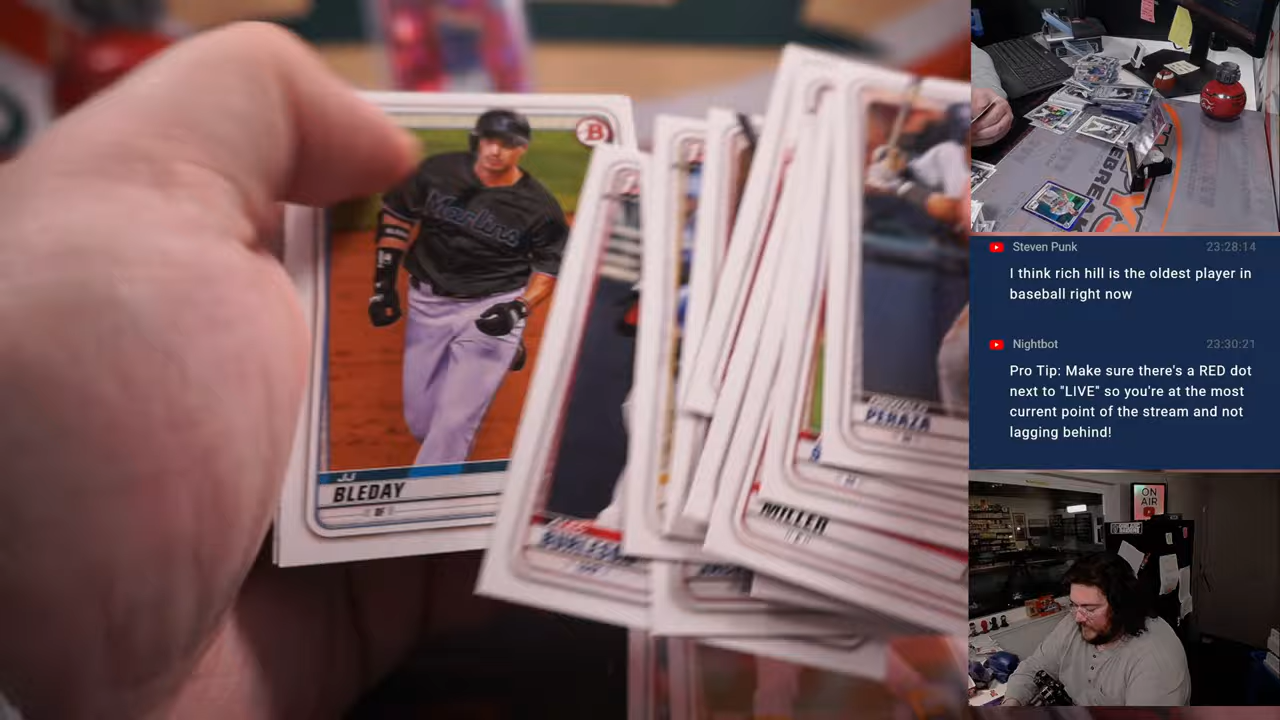 B
Marlins
JJ
BLEDAY
OF
MILLER
PERAZA
Steven Punk
23:28:14
I think rich hill is the oldest player in
baseball right now
Nightbot
23:30:21
Pro Tip: Make sure there's a RED dot
next to "LIVE" so you're at the most
current point of the stream and not
lagging behind!
ON
AIR